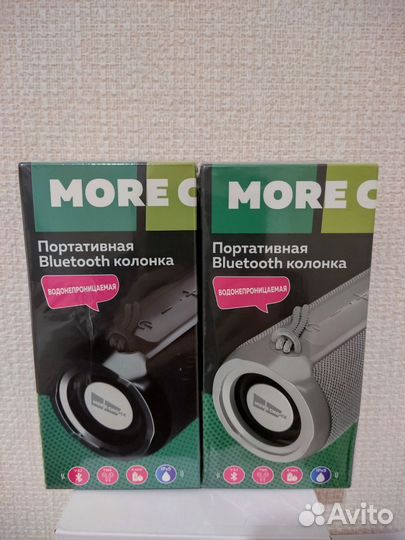 MORE C
Портативная
Bluetooth колонка
ВОДОНЕПРОНИЦАЕМАЯ
MORE C
Портативная
Bluetooth колонка
ВОДОНЕПРОНИЦАЕМАЯ
Avito